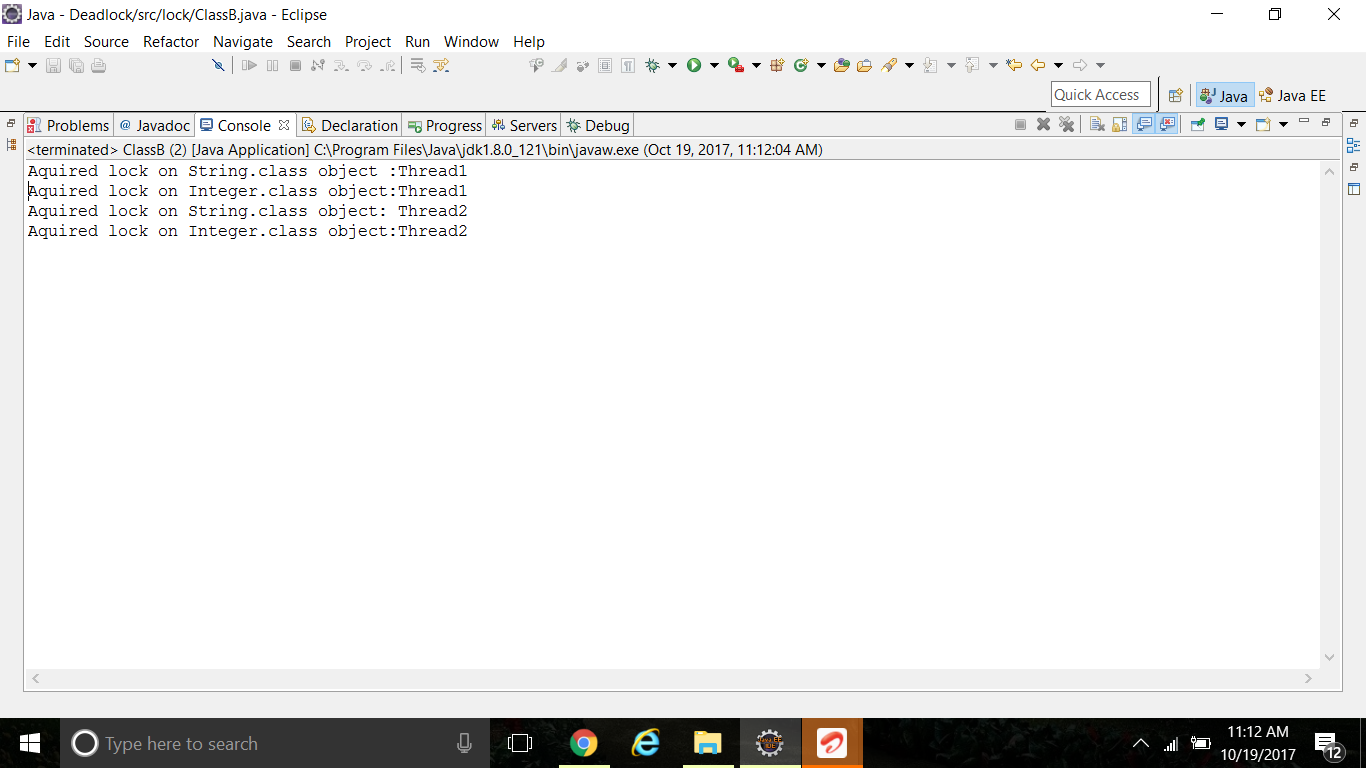 Java - Deadlock/src/lock/ClassB.java - Eclipse
File Edit Source Refactor Navigate Search Project Run Window Help
Quick Access Java Java EE
Problems @ Javadoc Console Declaration Progress Servers Debug
<terminated> ClassB (2) [Java Application] C:\Program Files\Java\jdk1.8.0_121\bin\javaw.exe (Oct 19, 2017, 11:12:04 AM)
Aquired lock on String.class object :Thread1
Aquired lock on Integer.class object:Thread1
Aquired lock on String.class object: Thread2
Aquired lock on Integer.class object:Thread2
Type here to search
11:12 AM
10/19/2017
12